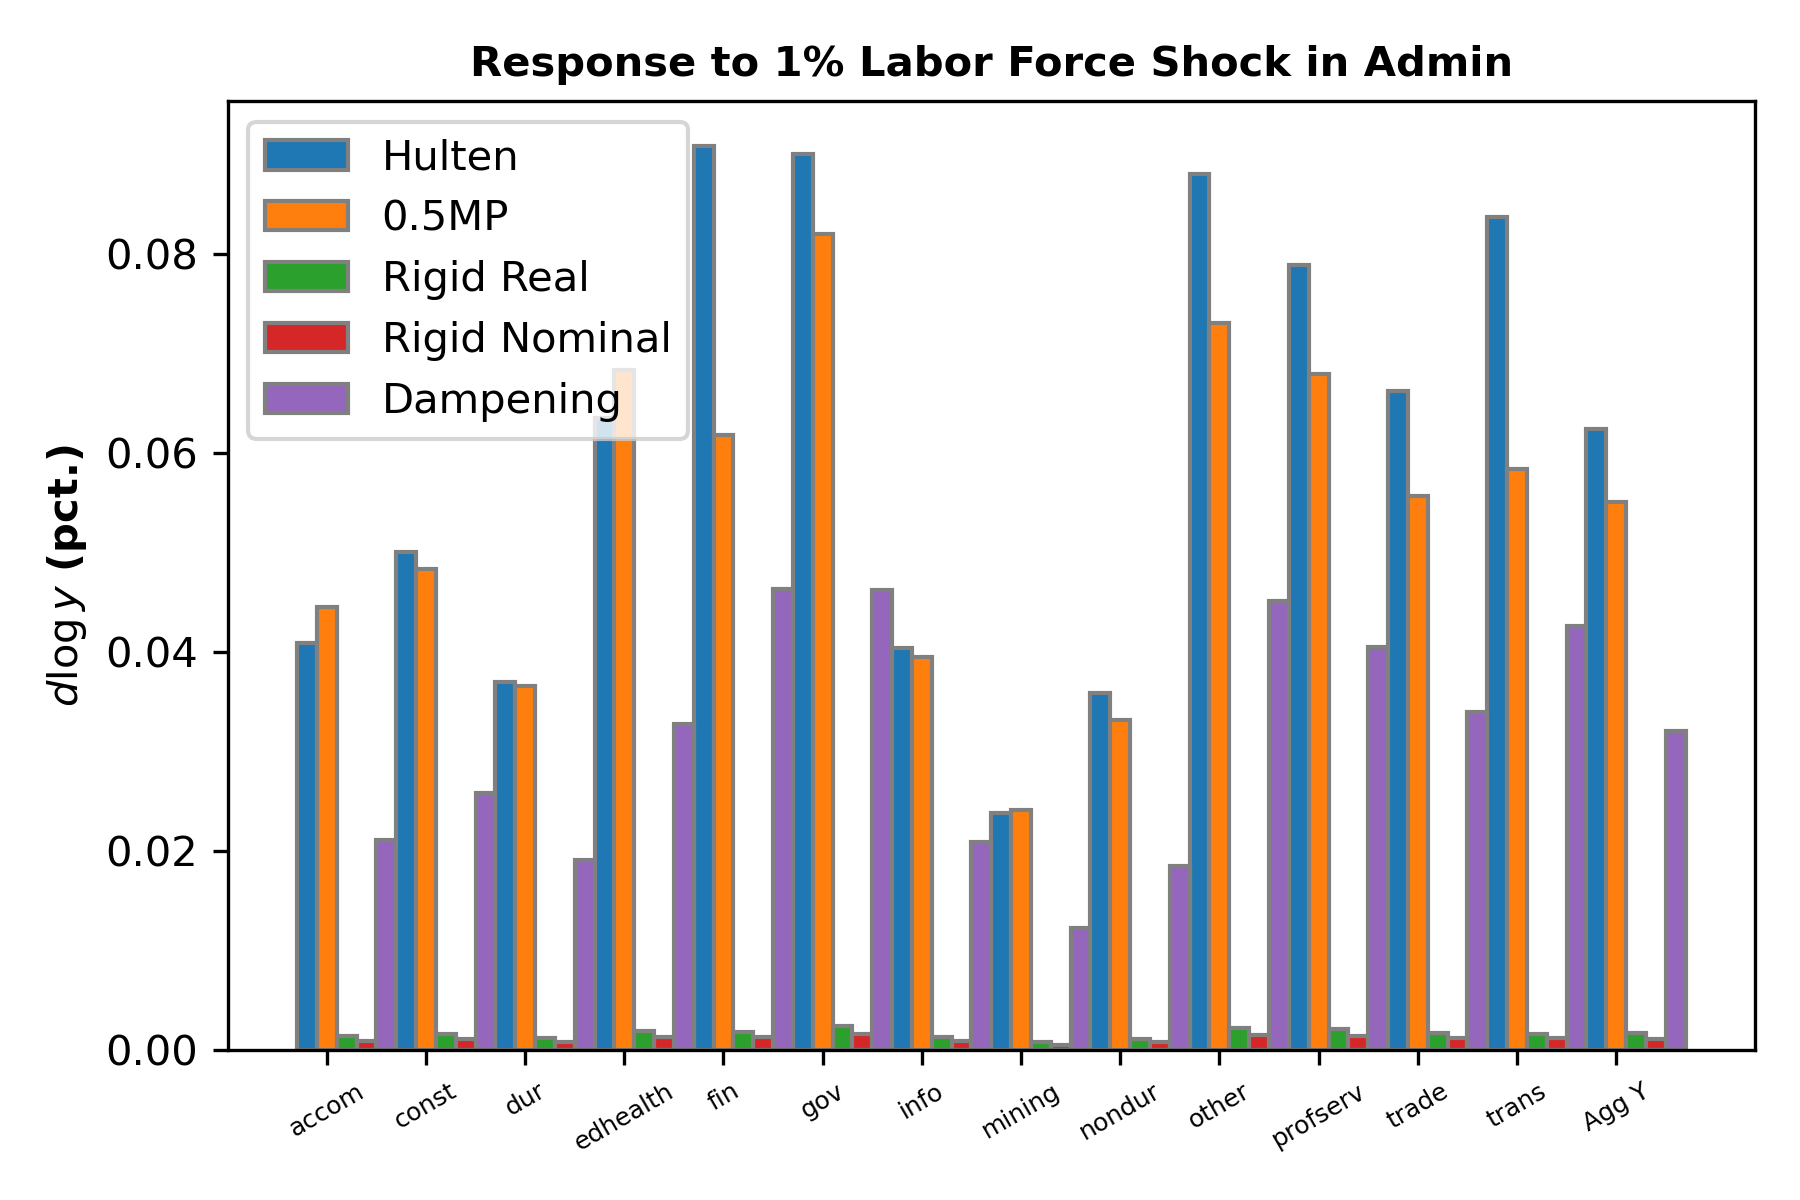 Response to 1% Labor Force Shock in Admin
Hulten
0.5MP
Rigid Real
Rigid Nominal
Dampening
dlog y (pct.)
0.08
0.06
0.04
0.02
0.00
accom
const
dur
edhealth
fin
gov
info
mining
nondur
other
profserv
trade
trans
Agg Y